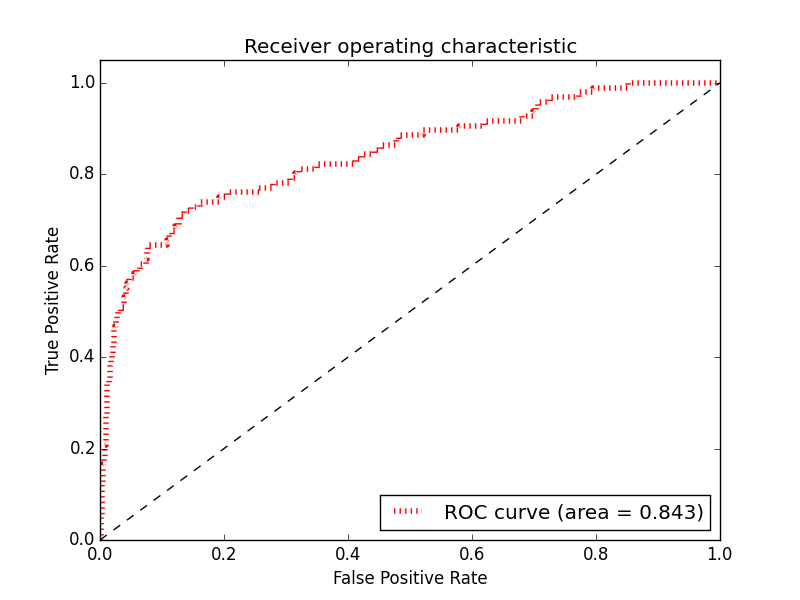 Receiver operating characteristic
1.0
0.8
0.6
0.4
0.2
0.0
True Positive Rate
ROC curve (area = 0.843)
0.0 0.2 0.4 0.6 0.8 1.0
False Positive Rate